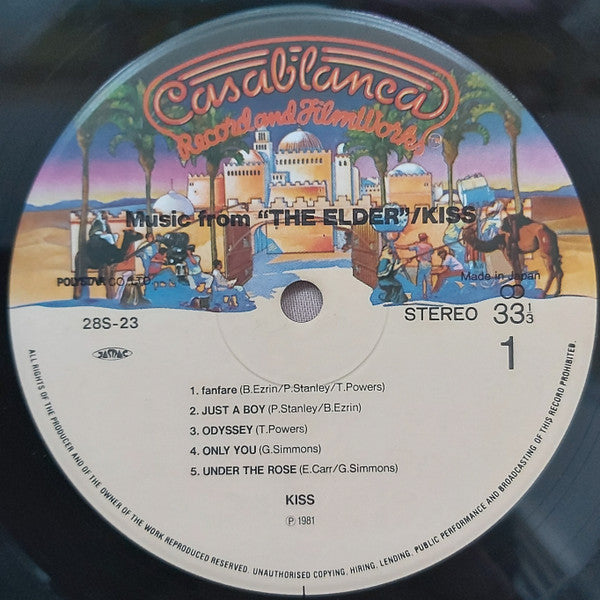 Casablanca
Record and FilmWorks
TM
Music from "THE ELDER"/KISS
POLYSTAR CO., LTD.
Made in Japan
28S-23
STEREO 33 1/3
JASRAC
1
1. fanfare (B.Ezrin/P.Stanley/T.Powers)
2. JUST A BOY (P.Stanley/B.Ezrin)
3. ODYSSEY (T.Powers)
4. ONLY YOU (G.Simmons)
5. UNDER THE ROSE (E.Carr/G.Simmons)
KISS
Ⓟ 1981
ALL RIGHTS OF THE PRODUCER AND OF THE OWNER OF THE WORK REPRODUCED RESERVED. UNAUTHORISED COPYING, HIRING, LENDING, PUBLIC PERFORMANCE AND BROADCASTING OF THIS RECORD PROHIBITED.